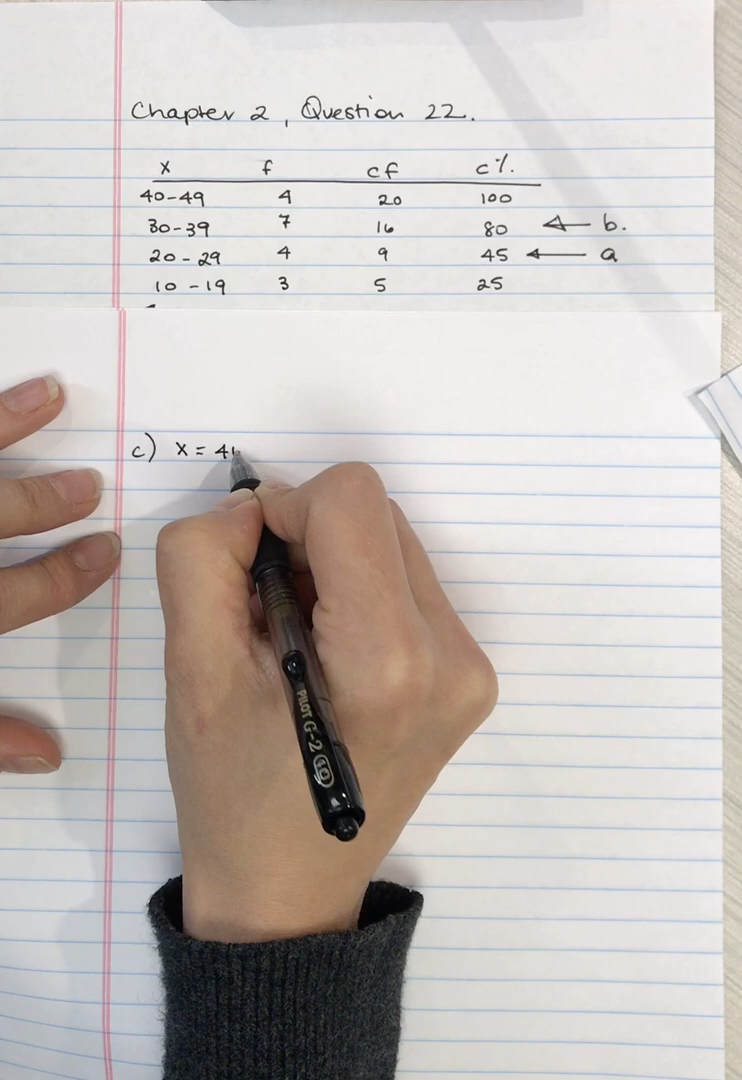 Chapter 2, Question 22.
x f cf c%.
40-49 4 20 100
30-39 7 16 80 ← b.
20-29 4 9 45 ← a
10-19 3 5 25
c) x = 4
PILOT G-2 10